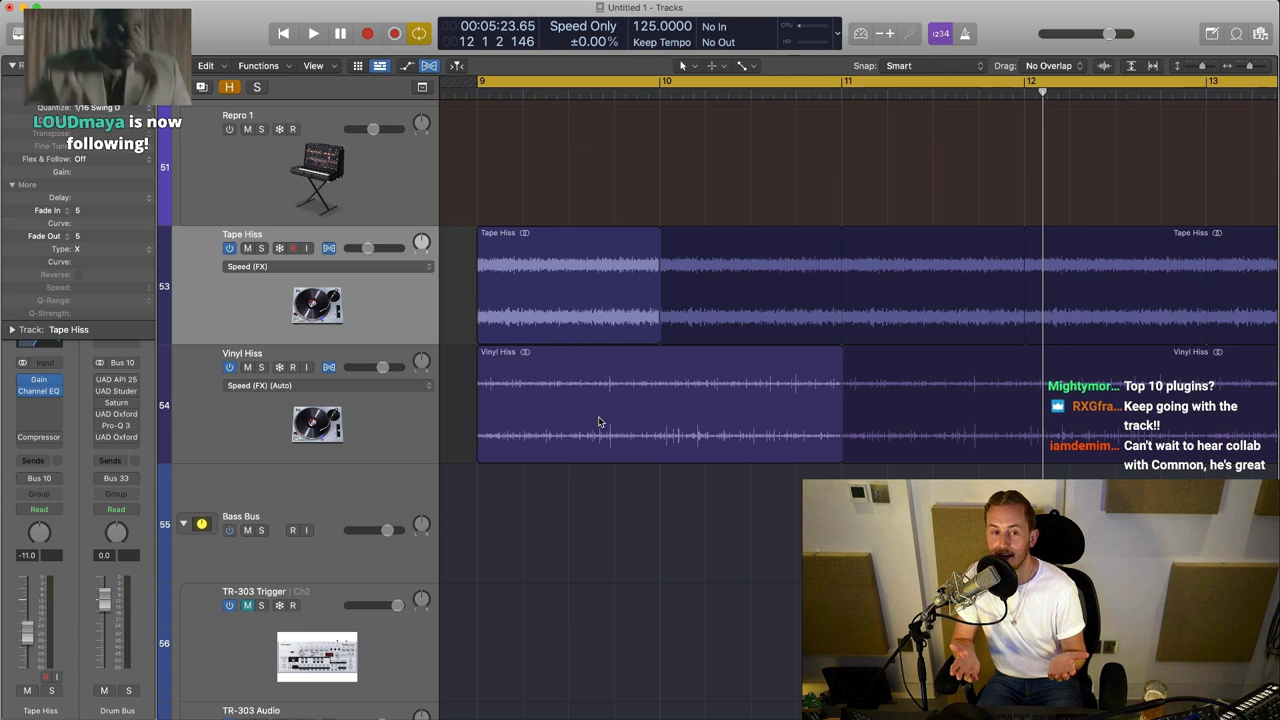 Untitled 1 - Tracks
00:00:05:23.65
12 1 2 146
Speed Only
±0.00%
125.0000
Keep Tempo
No In
No Out
CPU
HD
1234
Edit
Functions
View
Snap:
Smart
Drag:
No Overlap
H
S
9
10
11
12
13
Quantize: 1/16 Swing D
LOUDmaya is now
following!
Transpose:
Fine Tune:
Flex & Follow: Off
Gain:
More
Delay:
Fade In 5
Curve:
Fade Out 5
Type: X
Curve:
Reverse:
Speed:
Q-Range:
Q-Strength:
Track: Tape Hiss
Input
Bus 10
Gain
Channel EQ
Compressor
UAD API 25
UAD Studer
Saturn
UAD Oxford
Pro-Q 3
UAD Oxford
Sends
Sends
Bus 10
Bus 33
Group
Group
Read
Read
-11.0
0.0
R I
M S
M S
Tape Hiss
Drum Bus
51
Repro 1
M S R
53
Tape Hiss
M S R I
Speed (FX)
54
Vinyl Hiss
M S R I
Speed (FX) (Auto)
55
Bass Bus
M S R I
56
TR-303 Trigger | Ch2
M S R
TR-303 Audio
Tape Hiss
Tape Hiss
Vinyl Hiss
Vinyl Hiss
Mightymor... Top 10 plugins?
RXGfra... Keep going with the
track!!
iamdemim... Can't wait to hear collab
with Common, he's great